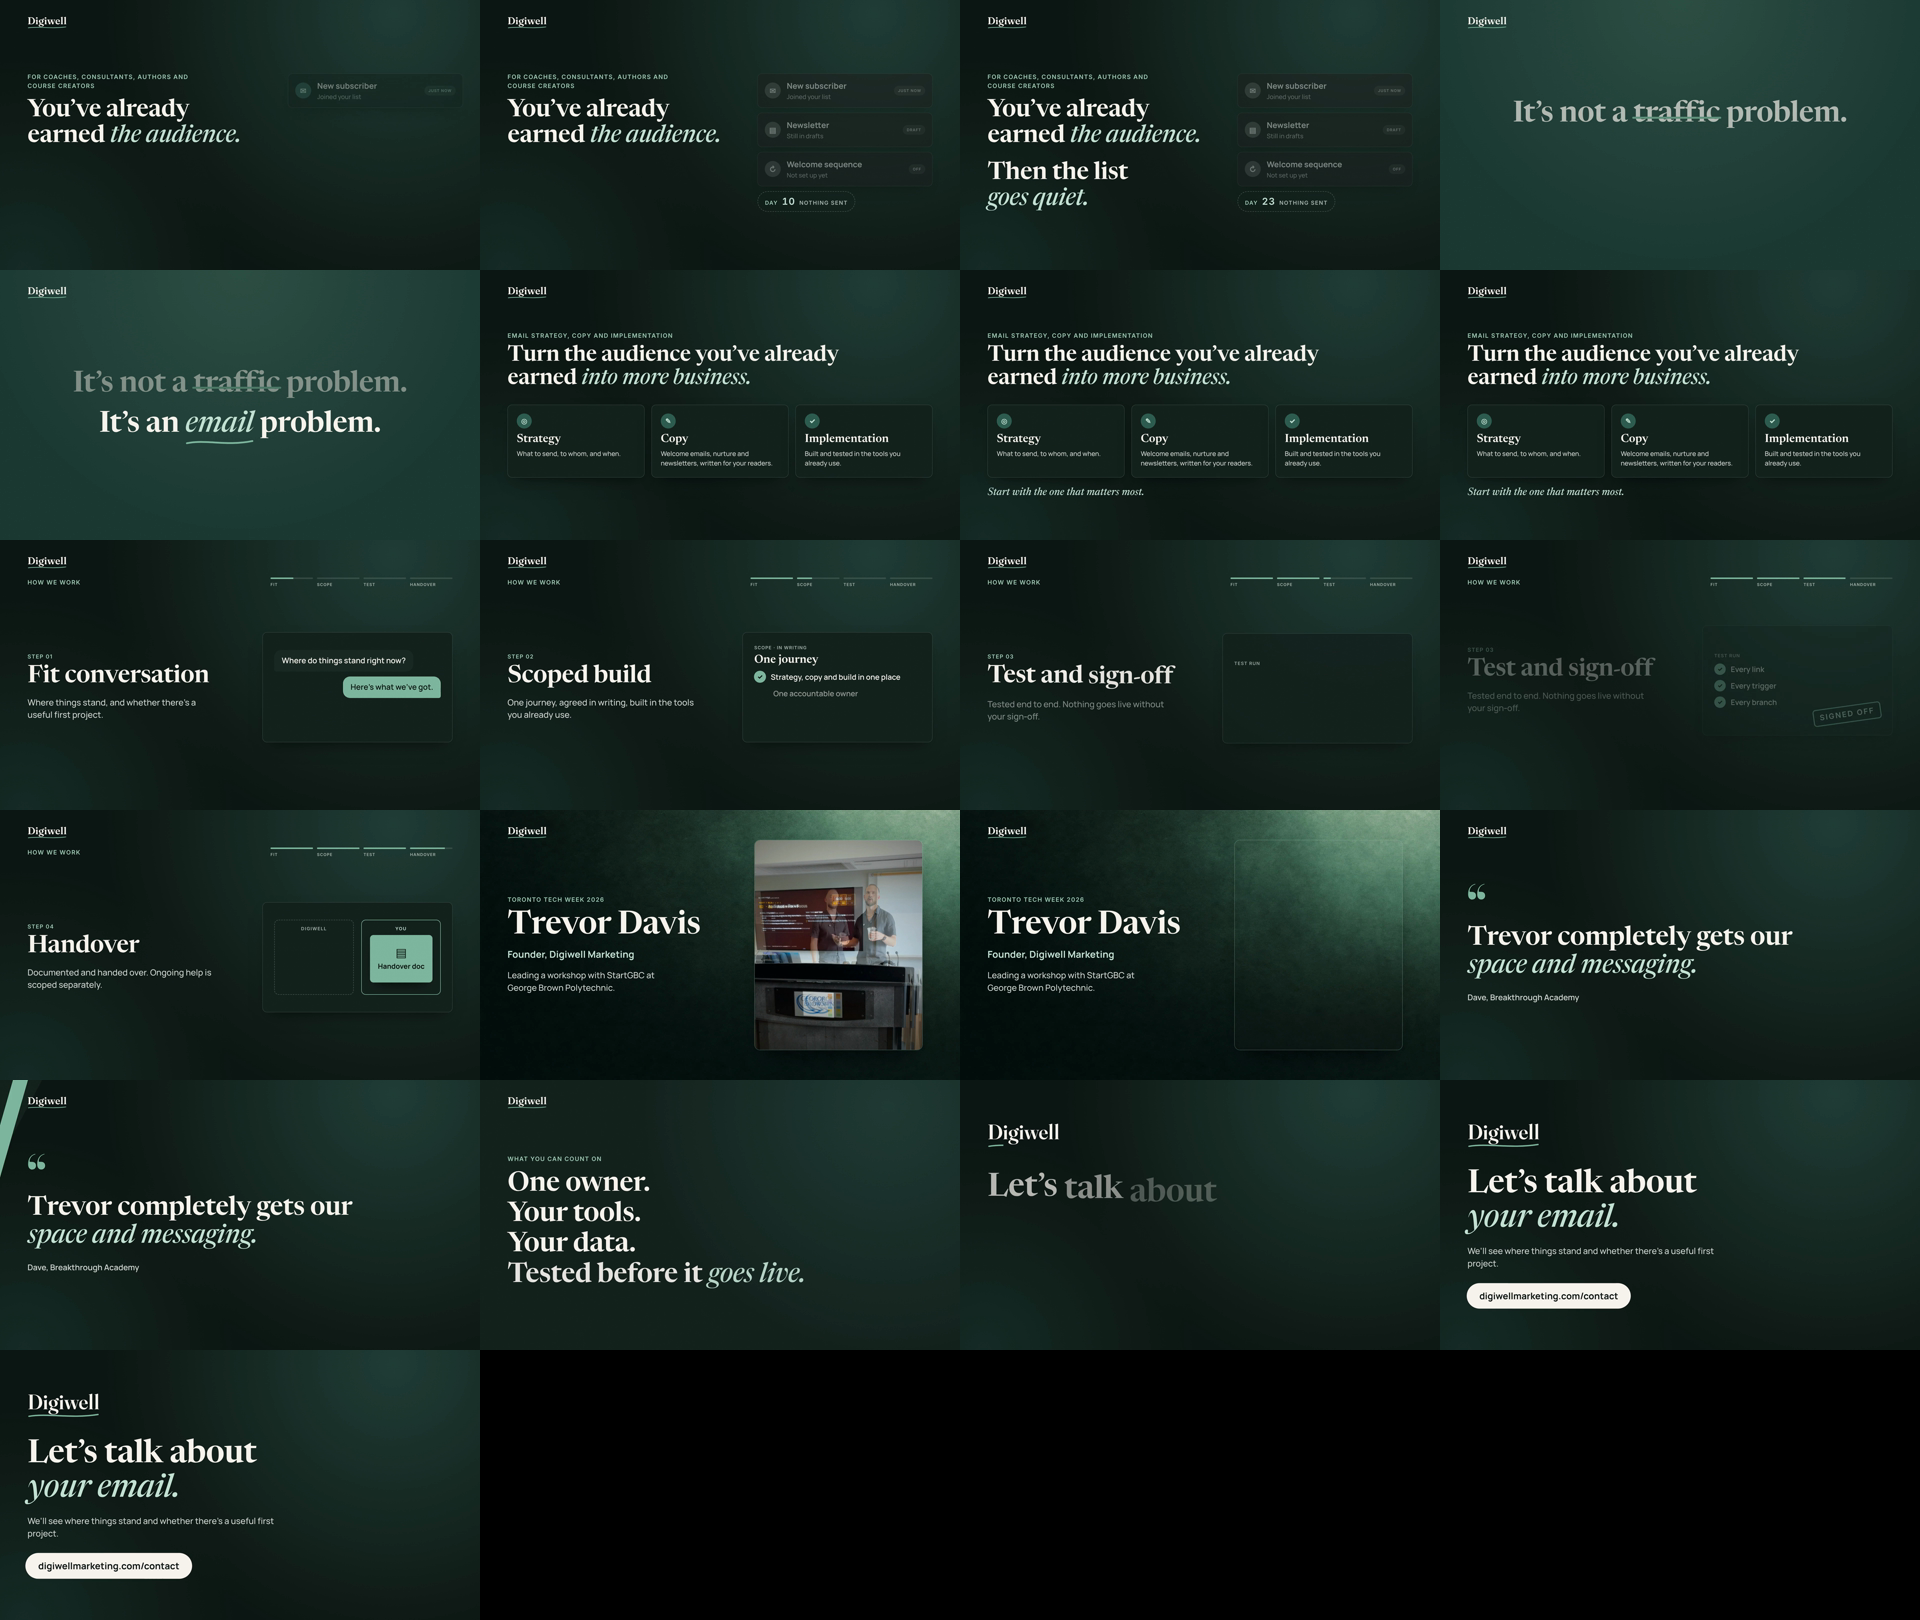 Digiwell
FOR COACHES, CONSULTANTS, AUTHORS AND
COURSE CREATORS
You've already
earned the audience.
New subscriber
Joined your list
JUST NOW
Digiwell
FOR COACHES, CONSULTANTS, AUTHORS AND
COURSE CREATORS
You've already
earned the audience.
New subscriber
Joined your list
JUST NOW
Newsletter
Still in drafts
DRAFT
Welcome sequence
Not set up yet
OFF
DAY 10 NOTHING SENT
Digiwell
FOR COACHES, CONSULTANTS, AUTHORS AND
COURSE CREATORS
You've already
earned the audience.
Then the list
goes quiet.
New subscriber
Joined your list
JUST NOW
Newsletter
Still in drafts
DRAFT
Welcome sequence
Not set up yet
OFF
DAY 23 NOTHING SENT
Digiwell
It's not a traffic problem.
Digiwell
It's not a traffic problem.
It's an email problem.
Digiwell
EMAIL STRATEGY, COPY AND IMPLEMENTATION
Turn the audience you've already
earned into more business.
Strategy
What to send, to whom, and when.
Copy
Welcome emails, nurture and
newsletters, written for your readers.
Implementation
Built and tested in the tools you
already use.
Digiwell
EMAIL STRATEGY, COPY AND IMPLEMENTATION
Turn the audience you've already
earned into more business.
Strategy
What to send, to whom, and when.
Copy
Welcome emails, nurture and
newsletters, written for your readers.
Implementation
Built and tested in the tools you
already use.
Start with the one that matters most.
Digiwell
EMAIL STRATEGY, COPY AND IMPLEMENTATION
Turn the audience you've already
earned into more business.
Strategy
What to send, to whom, and when.
Copy
Welcome emails, nurture and
newsletters, written for your readers.
Implementation
Built and tested in the tools you
already use.
Start with the one that matters most.
Digiwell
HOW WE WORK
FIT SCOPE TEST HANDOVER
STEP 01
Fit conversation
Where things stand, and whether there's a
useful first project.
Where do things stand right now?
Here's what we've got.
Digiwell
HOW WE WORK
FIT SCOPE TEST HANDOVER
STEP 02
Scoped build
One journey, agreed in writing, built in the tools
you already use.
SCOPE · IN WRITING
One journey
Strategy, copy and build in one place
One accountable owner
Digiwell
HOW WE WORK
FIT SCOPE TEST HANDOVER
STEP 03
Test and sign-off
Tested end to end. Nothing goes live without
your sign-off.
TEST RUN
Digiwell
HOW WE WORK
FIT SCOPE TEST HANDOVER
STEP 03
Test and sign-off
Tested end to end. Nothing goes live without
your sign-off.
TEST RUN
Every link
Every trigger
Every branch
SIGNED OFF
Digiwell
HOW WE WORK
FIT SCOPE TEST HANDOVER
STEP 04
Handover
Documented and handed over. Ongoing help is
scoped separately.
DIGIWELL
YOU
Handover doc
Digiwell
TORONTO TECH WEEK 2026
Trevor Davis
Founder, Digiwell Marketing
Leading a workshop with StartGBC at
George Brown Polytechnic.
Digiwell
TORONTO TECH WEEK 2026
Trevor Davis
Founder, Digiwell Marketing
Leading a workshop with StartGBC at
George Brown Polytechnic.
Digiwell
“
Trevor completely gets our
space and messaging.
Dave, Breakthrough Academy
Digiwell
“
Trevor completely gets our
space and messaging.
Dave, Breakthrough Academy
Digiwell
WHAT YOU CAN COUNT ON
One owner.
Your tools.
Your data.
Tested before it goes live.
Digiwell
Let's talk about
Digiwell
Let's talk about
your email.
We'll see where things stand and whether there's a useful first
project.
digiwellmarketing.com/contact
Digiwell
Let's talk about
your email.
We'll see where things stand and whether there's a useful first
project.
digiwellmarketing.com/contact